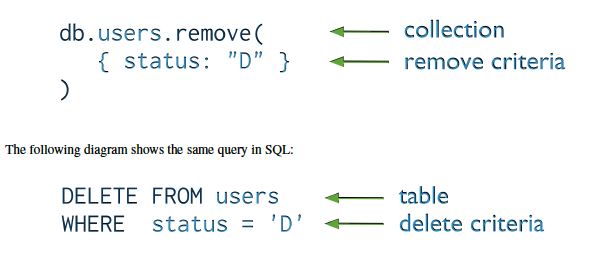 db.users.remove( collection
{ status: "D" } remove criteria
)
The following diagram shows the same query in SQL:
DELETE FROM users table
WHERE status = 'D' delete criteria